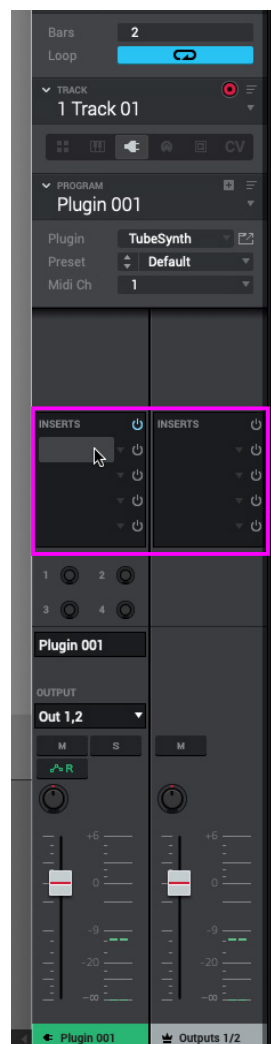 Bars 2
Loop
TRACK
1 Track 01
CV
PROGRAM
Plugin 001
Plugin TubeSynth
Preset Default
Midi Ch 1
INSERTS INSERTS
1 2
3 4
Plugin 001
OUTPUT
Out 1,2
M S M
R
+6 +6
0 0
-9 -9
-20 -20
-∞ -∞
Plugin 001 Outputs 1/2